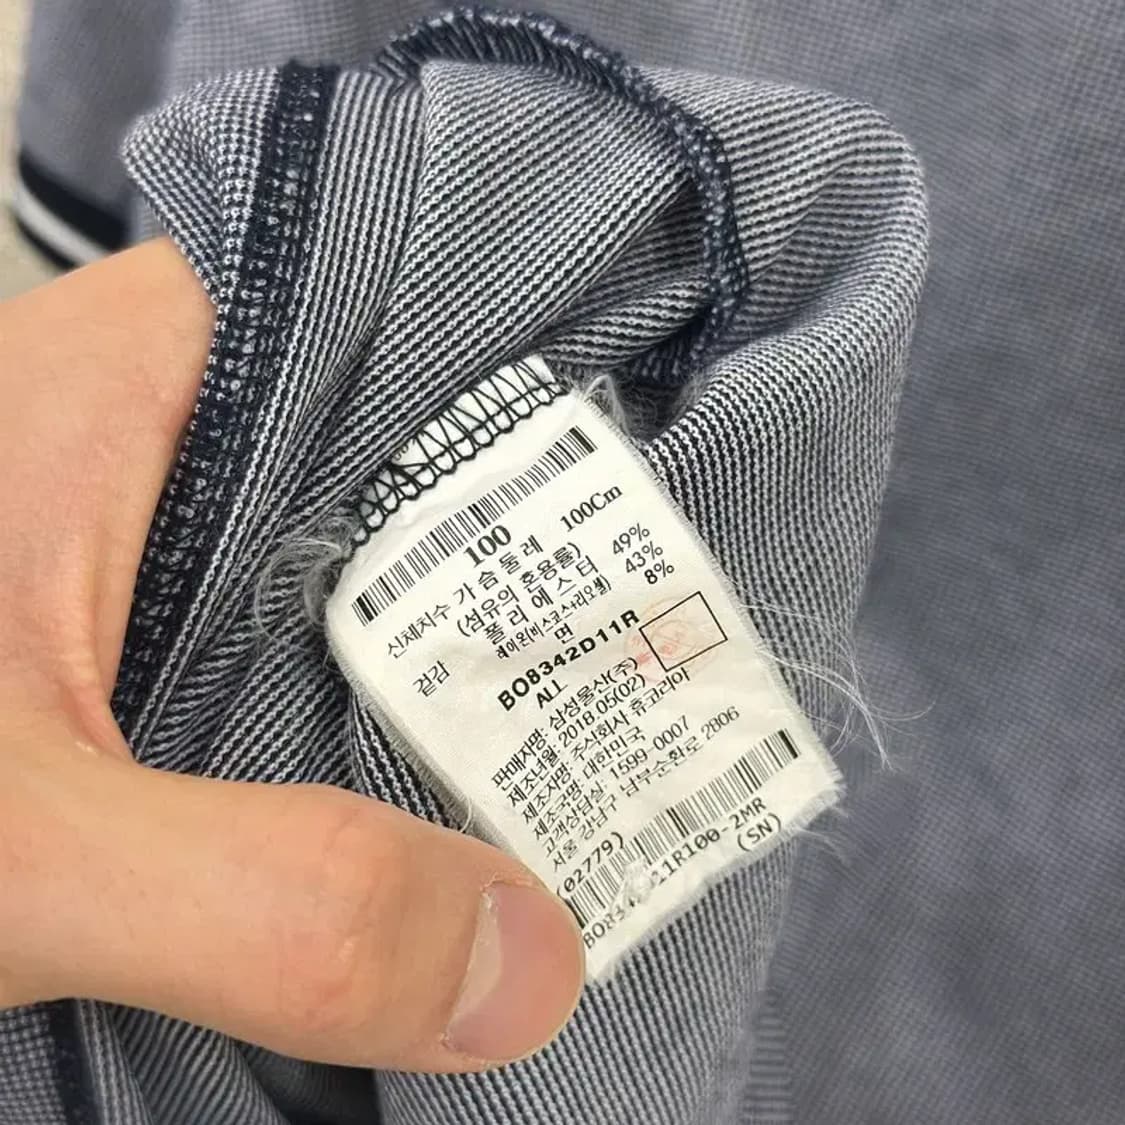 100
신체치수 가슴둘레 100Cm
(섬유의 혼용률)
겉감 폴리에스터 49%
레이온(비스코스+리오셀) 43%
면 8%
BO8342D11R
ALL
판매자명: 삼성물산(주)
제조년월: 2018.05(02)
제조자명: 주식회사 휴코리아
제조국명: 대한민국
고객상담실: 1599-0007
서울 강남구 남부순환로 2806
(02779)
(SN)